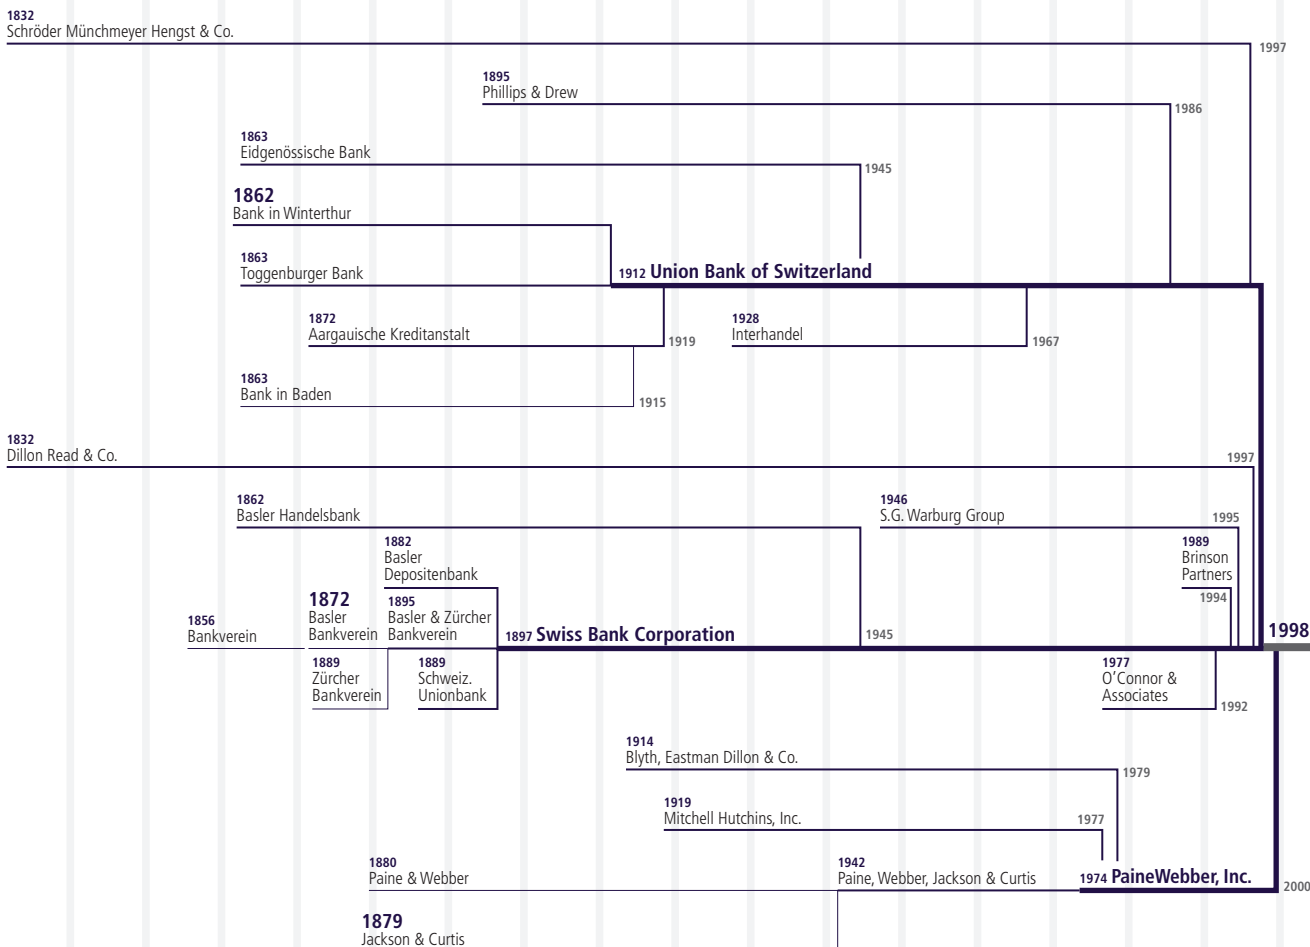 1832
Schröder Münchmeyer Hengst & Co.
1997
1895
Phillips & Drew
1986
1863
Eidgenössische Bank
1945
1862
Bank in Winterthur
1863
Toggenburger Bank
1912 Union Bank of Switzerland
1872
Aargauische Kreditanstalt
1919
1928
Interhandel
1967
1863
Bank in Baden
1915
1832
Dillon Read & Co.
1997
1862
Basler Handelsbank
1946
S.G. Warburg Group
1995
1882
Basler
Depositenbank
1989
Brinson
Partners
1994
1856
Bankverein
1872
Basler
Bankverein
1895
Basler & Zürcher
Bankverein
1897 Swiss Bank Corporation
1945
1998
1889
Zürcher
Bankverein
1889
Schweiz.
Unionbank
1977
O’Connor &
Associates
1992
1914
Blyth, Eastman Dillon & Co.
1979
1919
Mitchell Hutchins, Inc.
1977
1880
Paine & Webber
1942
Paine, Webber, Jackson & Curtis
1974 PaineWebber, Inc.
2000
1879
Jackson & Curtis